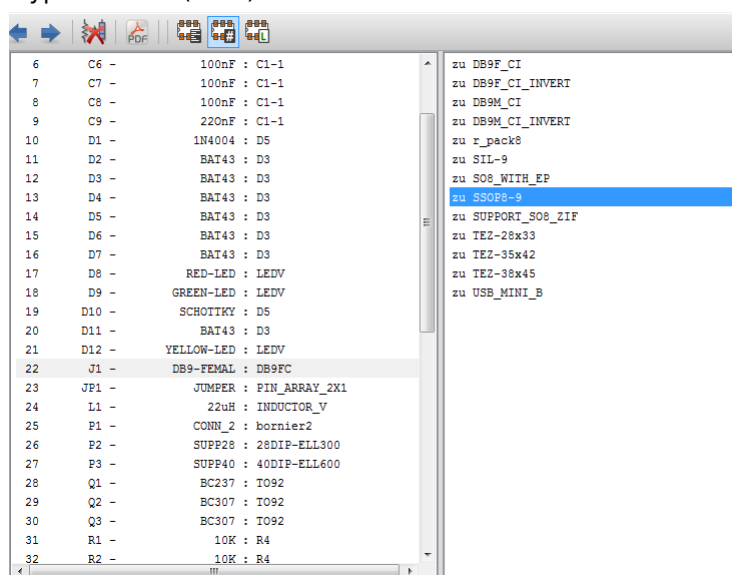 PDF
#
L
6 C6 - 100nF : C1-1
7 C7 - 100nF : C1-1
8 C8 - 100nF : C1-1
9 C9 - 220nF : C1-1
10 D1 - 1N4004 : D5
11 D2 - BAT43 : D3
12 D3 - BAT43 : D3
13 D4 - BAT43 : D3
14 D5 - BAT43 : D3
15 D6 - BAT43 : D3
16 D7 - BAT43 : D3
17 D8 - RED-LED : LEDV
18 D9 - GREEN-LED : LEDV
19 D10 - SCHOTTKY : D5
20 D11 - BAT43 : D3
21 D12 - YELLOW-LED : LEDV
22 J1 - DB9-FEMAL : DB9FC
23 JP1 - JUMPER : PIN_ARRAY_2X1
24 L1 - 22uH : INDUCTOR_V
25 P1 - CONN_2 : bornier2
26 P2 - SUPP28 : 28DIP-ELL300
27 P3 - SUPP40 : 40DIP-ELL600
28 Q1 - BC237 : TO92
29 Q2 - BC307 : TO92
30 Q3 - BC307 : TO92
31 R1 - 10K : R4
32 R2 - 10K : R4
zu DB9F_CI
zu DB9F_CI_INVERT
zu DB9M_CI
zu DB9M_CI_INVERT
zu r_pack8
zu SIL-9
zu SO8_WITH_EP
zu SSOP8-9
zu SUPPORT_SO8_ZIF
zu TEZ-28x33
zu TEZ-35x42
zu TEZ-38x45
zu USB_MINI_B